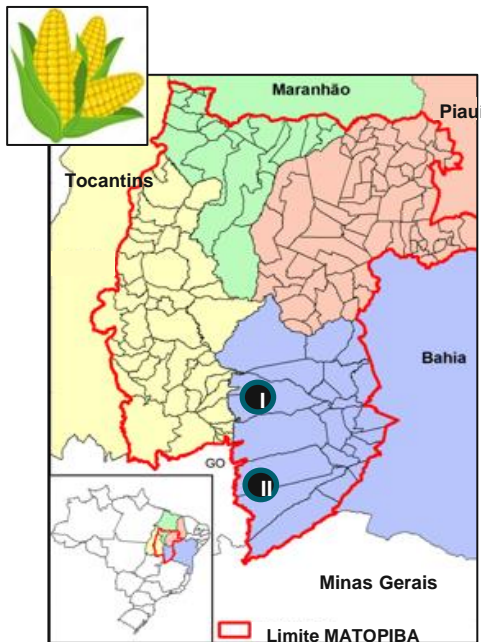 Maranhão
Piauí
Tocantins
Bahia
I
GO
II
Minas Gerais
Limite MATOPIBA